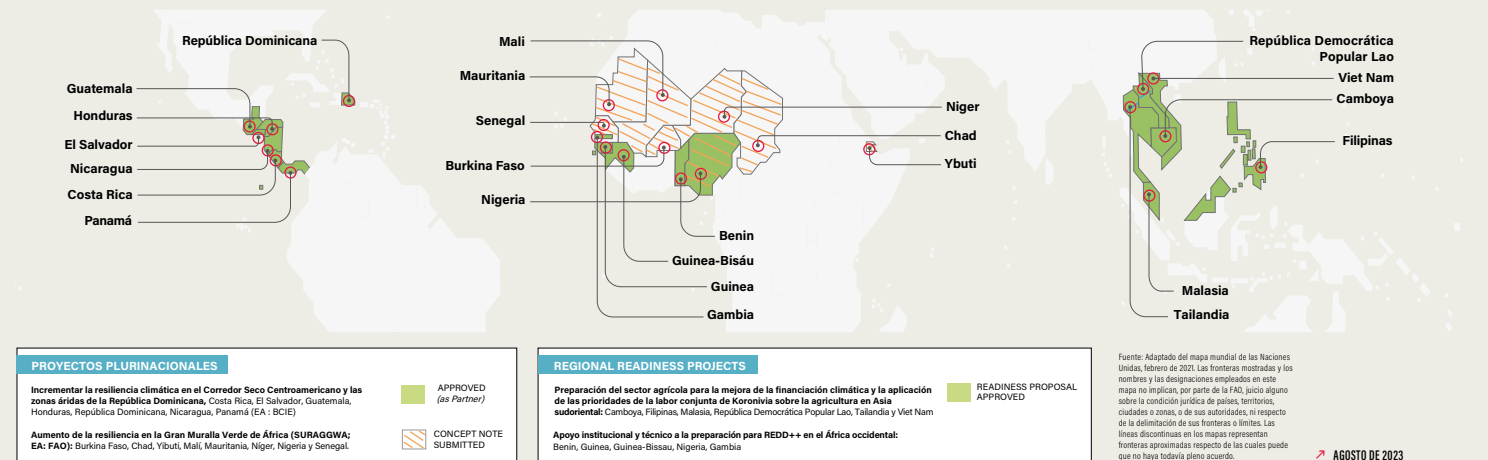 República Dominicana
Guatemala
Honduras
El Salvador
Nicaragua
Costa Rica
Panamá
Mali
Mauritania
Senegal
Burkina Faso
Nigeria
Niger
Chad
Ybuti
Benin
Guinea-Bisáu
Guinea
Gambia
República Democrática
Popular Lao
Viet Nam
Camboya
Filipinas
Malasia
Tailandia
PROYECTOS PLURINACIONALES
Incrementar la resiliencia climática en el Corredor Seco Centroamericano y las
zonas áridas de la República Dominicana, Costa Rica, El Salvador, Guatemala,
Honduras, República Dominicana, Nicaragua, Panamá (EA : BCIE)
APPROVED
(as Partner)
Aumento de la resiliencia en la Gran Muralla Verde de África (SURAGGWA;
EA: FAO): Burkina Faso, Chad, Yibuti, Malí, Mauritania, Níger, Nigeria y Senegal.
CONCEPT NOTE
SUBMITTED
REGIONAL READINESS PROJECTS
Preparación del sector agrícola para la mejora de la financiación climática y la aplicación
de las prioridades de la labor conjunta de Koronivia sobre la agricultura en Asia
sudoriental: Camboya, Filipinas, Malasia, República Democrática Popular Lao, Tailandia y Viet Nam
READINESS PROPOSAL
APPROVED
Apoyo institucional y técnico a la preparación para REDD++ en el África occidental:
Benin, Guinea, Guinea-Bissau, Nigeria, Gambia
Fuente: Adaptado del mapa mundial de las Naciones
Unidas, febrero de 2021. Las fronteras mostradas y los
nombres y las designaciones empleados en este
mapa no implican, por parte de la FAO, juicio alguno
sobre la condición jurídica de países, territorios,
ciudades o zonas, o de sus autoridades, ni respecto
de la delimitación de sus fronteras o límites. Las
líneas discontinuas en los mapas representan
fronteras aproximadas respecto de las cuales puede
que no haya todavía pleno acuerdo.
AGOSTO DE 2023